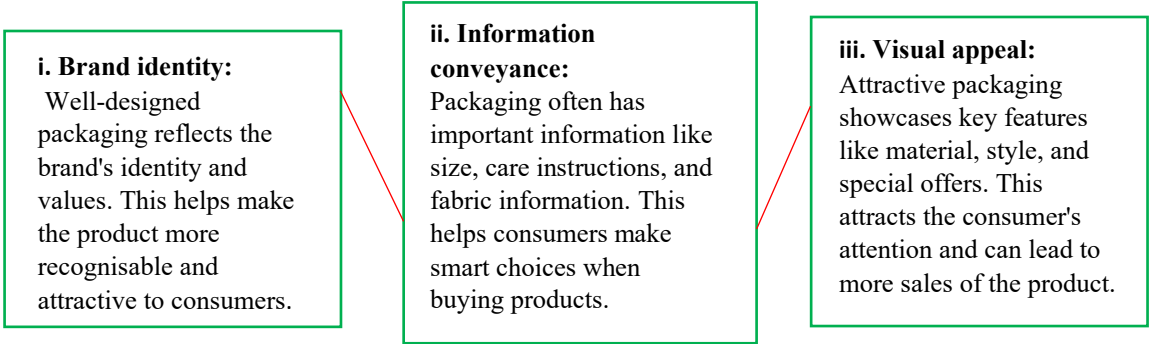 i. Brand identity:
Well-designed
packaging reflects the
brand's identity and
values. This helps make
the product more
recognisable and
attractive to consumers.
ii. Information
conveyance:
Packaging often has
important information like
size, care instructions, and
fabric information. This
helps consumers make
smart choices when
buying products.
iii. Visual appeal:
Attractive packaging
showcases key features
like material, style, and
special offers. This
attracts the consumer's
attention and can lead to
more sales of the product.